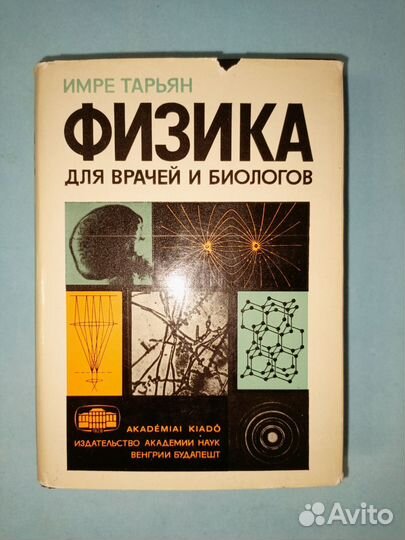 ИМРЕ ТАРЬЯН
ФИЗИКА
ДЛЯ ВРАЧЕЙ И БИОЛОГОВ
AKADÉMIAI KIADÓ
ИЗДАТЕЛЬСТВО АКАДЕМИИ НАУК
ВЕНГРИИ БУДАПЕШТ
Avito